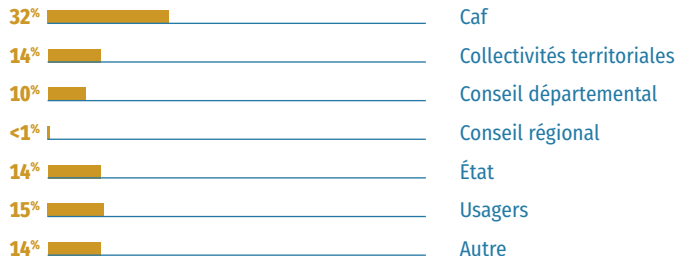 32% Caf
14% Collectivités territoriales
10% Conseil départemental
<1% Conseil régional
14% État
15% Usagers
14% Autre